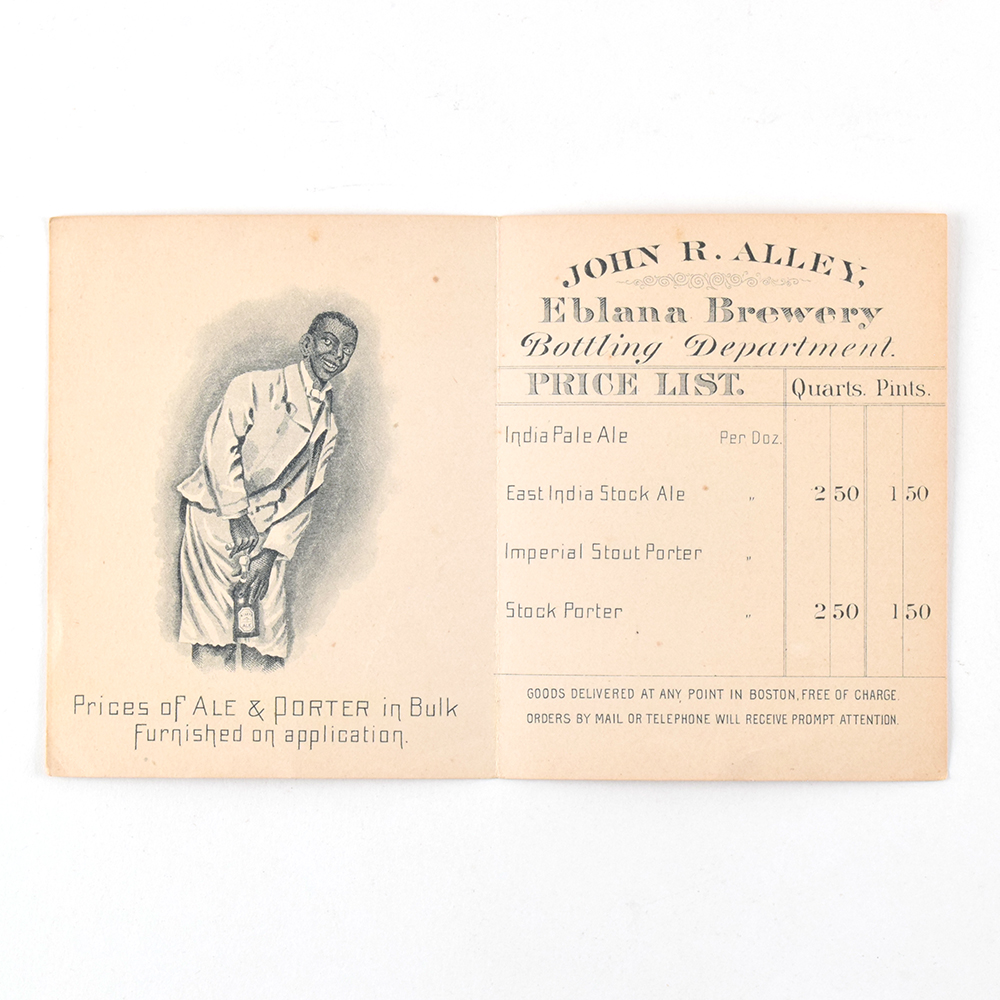 Prices of ALE & PORTER in Bulk
Furnished on application.
JOHN R. ALLEY,
Eblana Brewery
Bottling Department.
PRICE LIST. Quarts. Pints.
India Pale Ale Per Doz.
East India Stock Ale " 2 50 1 50
Imperial Stout Porter "
Stock Porter " 2 50 1 50
GOODS DELIVERED AT ANY POINT IN BOSTON, FREE OF CHARGE.
ORDERS BY MAIL OR TELEPHONE WILL RECEIVE PROMPT ATTENTION.